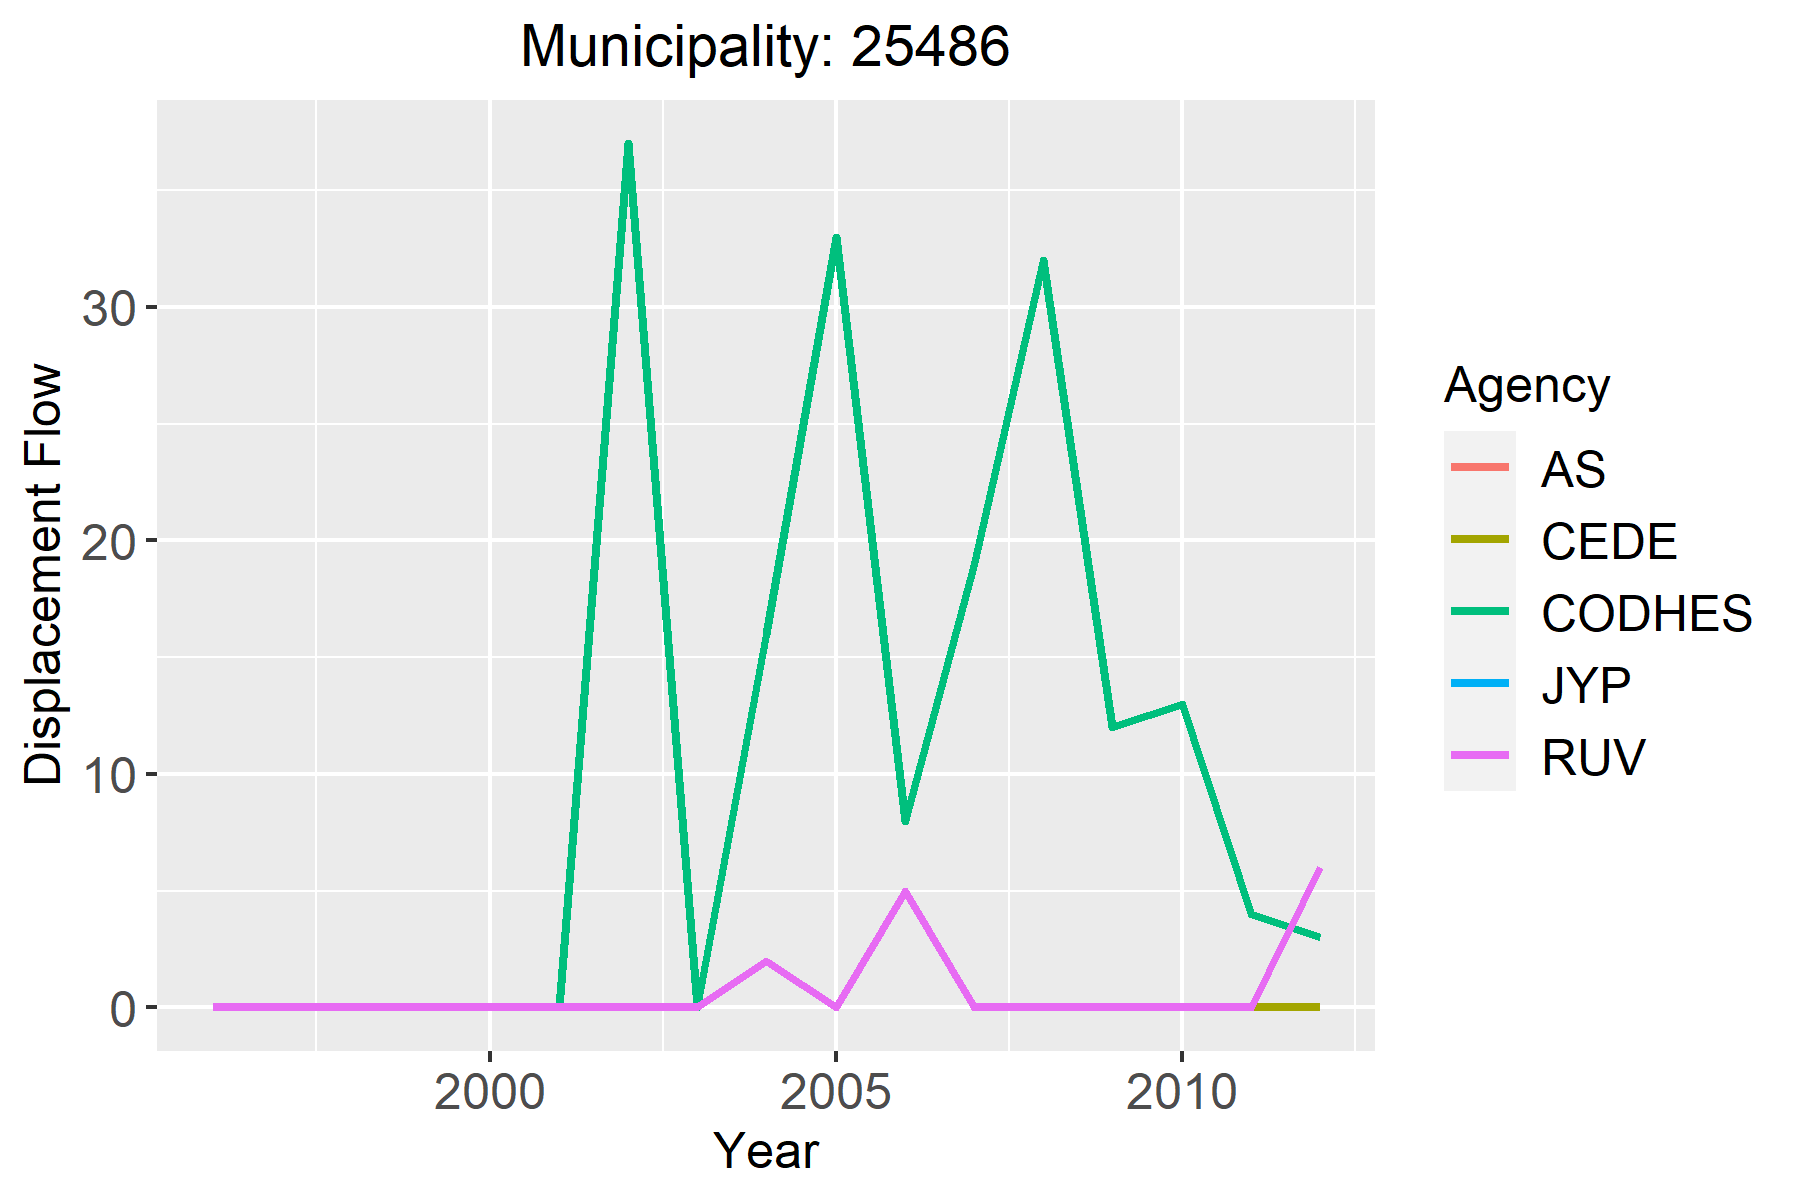 Municipality: 25486
Displacement Flow
30
20
10
0
2000 2005 2010
Year
Agency
AS
CEDE
CODHES
JYP
RUV